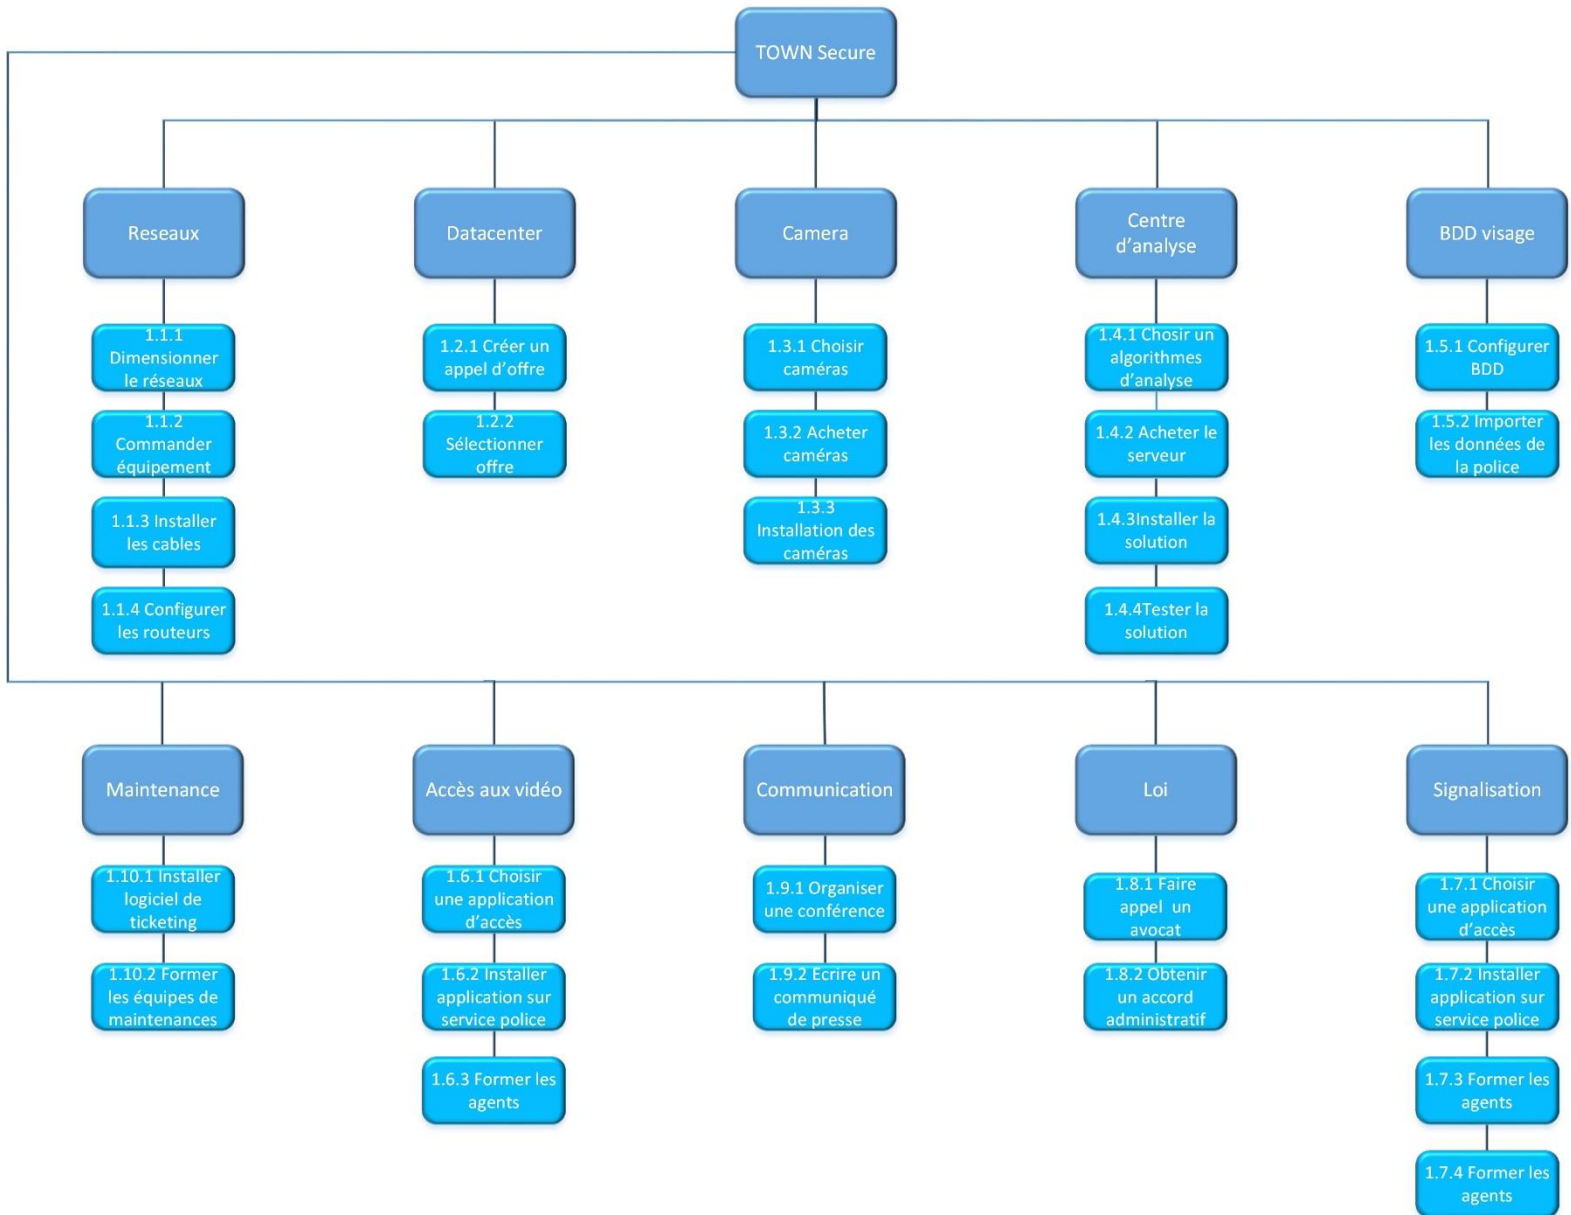 TOWN Secure
Reseaux
Datacenter
Camera
Centre
d'analyse
BDD visage
1.1.1
Dimensionner
le réseaux
1.1.2
Commander
équipement
1.1.3 Installer
les cables
1.1.4 Configurer
les routeurs
1.2.1 Créer un
appel d'offre
1.2.2
Sélectionner
offre
1.3.1 Choisir
caméras
1.3.2 Acheter
caméras
1.3.3
Installation des
caméras
1.4.1 Chosir un
algorithmes
d'analyse
1.4.2 Acheter le
serveur
1.4.3Installer la
solution
1.4.4Tester la
solution
1.5.1 Configurer
BDD
1.5.2 Importer
les données de
la police
Maintenance
Accès aux vidéo
Communication
Loi
Signalisation
1.10.1 Installer
logiciel de
ticketing
1.10.2 Former
les équipes de
maintenances
1.6.1 Choisir
une application
d'accès
1.6.2 Installer
application sur
service police
1.6.3 Former les
agents
1.9.1 Organiser
une conférence
1.9.2 Ecrire un
communiqué
de presse
1.8.1 Faire
appel un
avocat
1.8.2 Obtenir
un accord
administratif
1.7.1 Choisir
une application
d'accès
1.7.2 Installer
application sur
service police
1.7.3 Former les
agents
1.7.4 Former les
agents